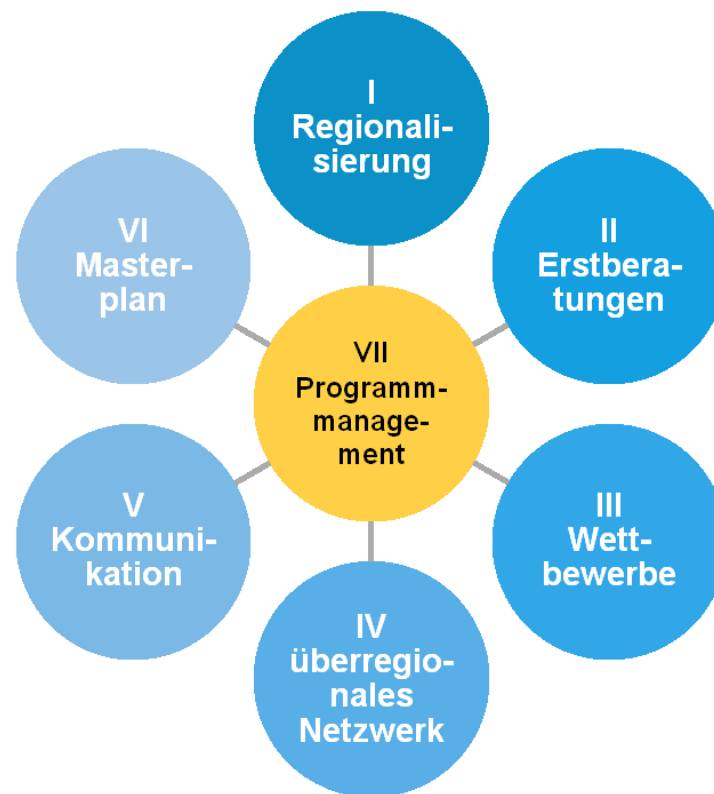 I
Regionali-
sierung
II
Erstbera-
tungen
III
Wett-
bewerbe
IV
überregio-
nales
Netzwerk
V
Kommuni-
kation
VI
Master-
plan
VII
Programm-
manage-
ment